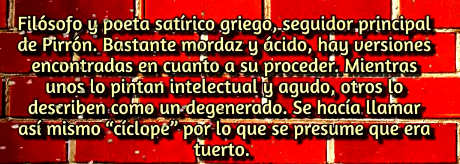 Filósofo y poeta satírico griego, seguidor principal
de Pirrón. Bastante mordaz y ácido, hay versiones
encontradas en cuanto a su proceder. Mientras
unos lo pintan intelectual y agudo, otros lo
describen como un degenerado. Se hacía llamar
así mismo “cíclope” por lo que se presume que era
tuerto.